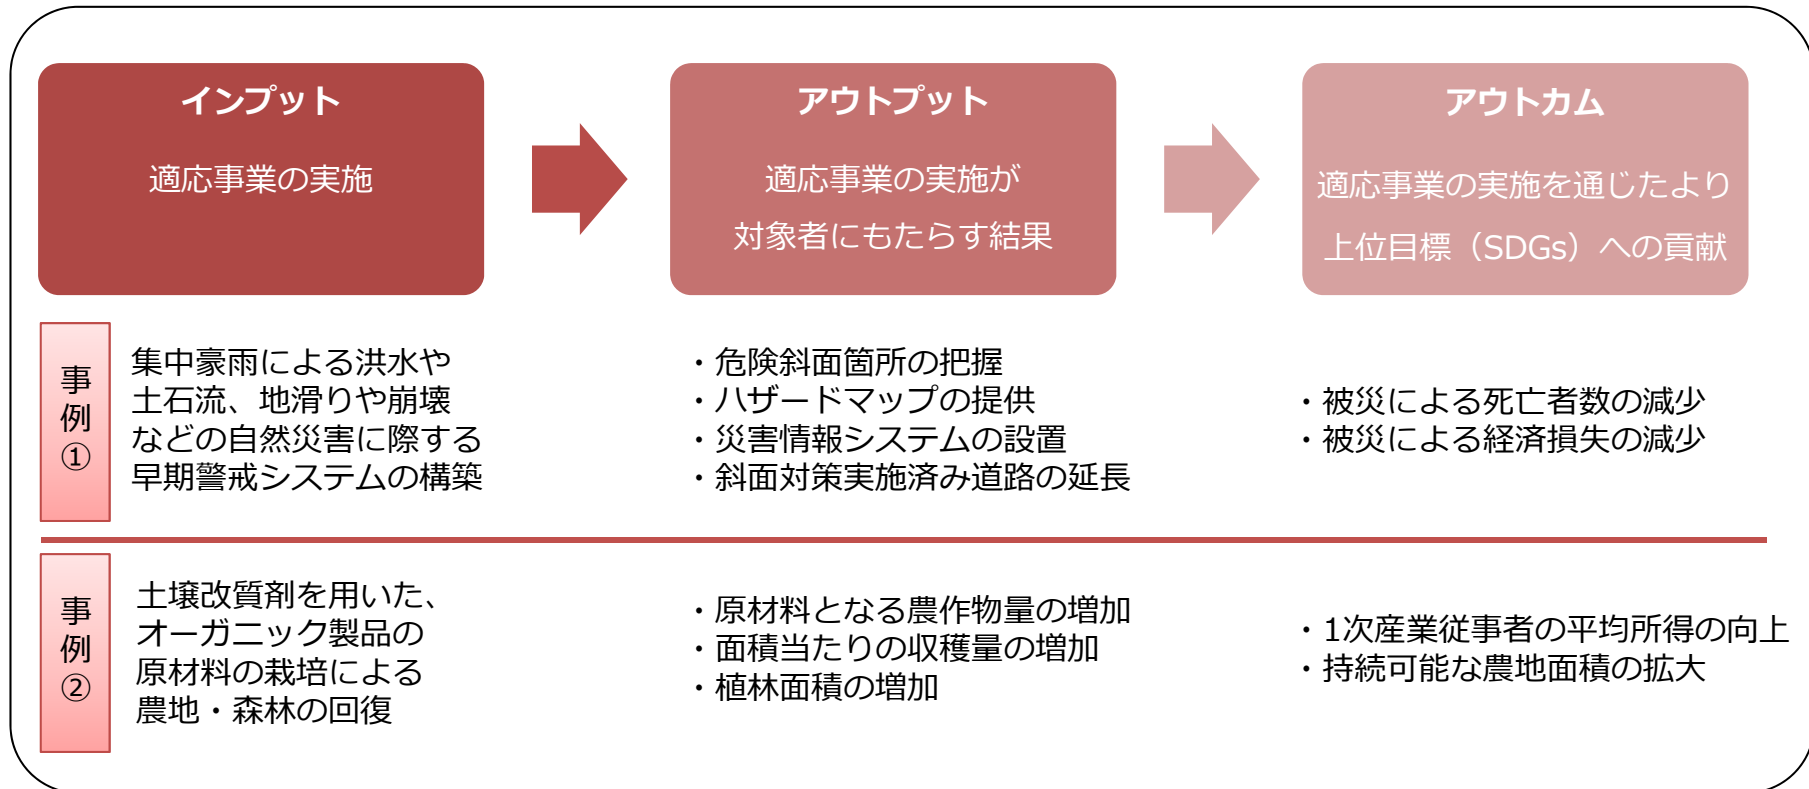 インプット
適応事業の実施
アウトプット
適応事業の実施が
対象者にもたらす結果
アウトカム
適応事業の実施を通じたより
上位目標（SDGs）への貢献
事例①
集中豪雨による洪水や
土石流、地滑りや崩壊
などの自然災害に際する
早期警戒システムの構築
・危険斜面箇所の把握
・ハザードマップの提供
・災害情報システムの設置
・斜面対策実施済み道路の延長
・被災による死亡者数の減少
・被災による経済損失の減少
事例②
土壌改質剤を用いた、
オーガニック製品の
原材料の栽培による
農地・森林の回復
・原材料となる農作物量の増加
・面積当たりの収穫量の増加
・植林面積の増加
・1次産業従事者の平均所得の向上
・持続可能な農地面積の拡大